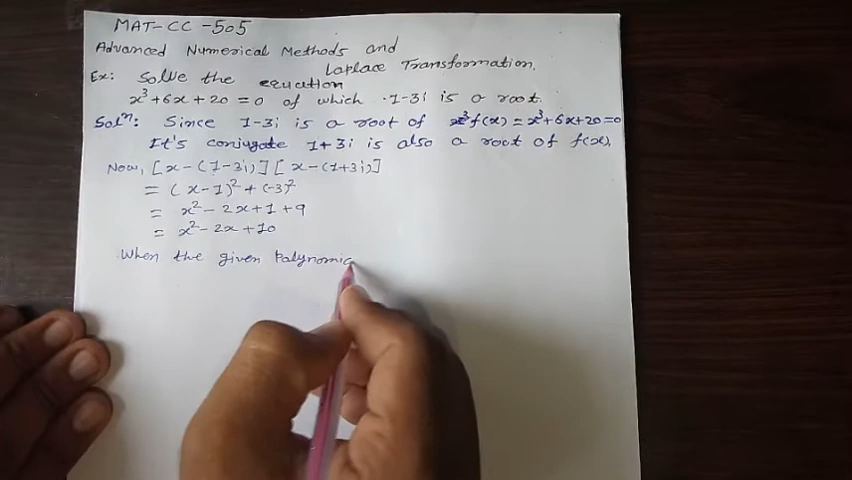 MAT-CC-505
Advanced Numerical Methods and
Laplace Transformation.
Ex: Solve the equation
x³+6x+20=0 of which 1-3i is a root.
Solⁿ: Since 1-3i is a root of f(x)=x³+6x+20=0
It's conjugate 1+3i is also a root of f(x).
Now, [x-(1-3i)][x-(1+3i)]
= (x-1)²+(-3)²
= x²-2x+1+9
= x²-2x+10
When the given Polynomia